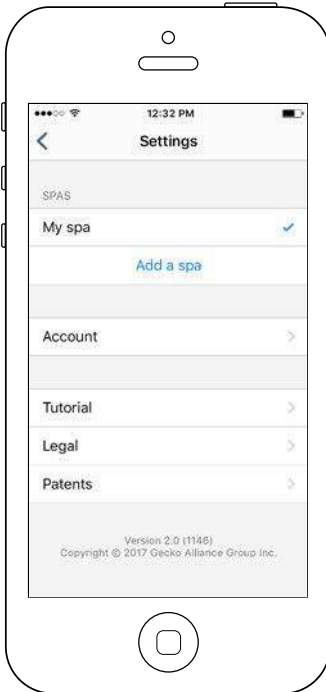 12:32 PM
Settings
SPAS
My spa
Add a spa
Account
Tutorial
Legal
Patents
Version 2.0 (1146)
Copyright © 2017 Gecko Alliance Group Inc.